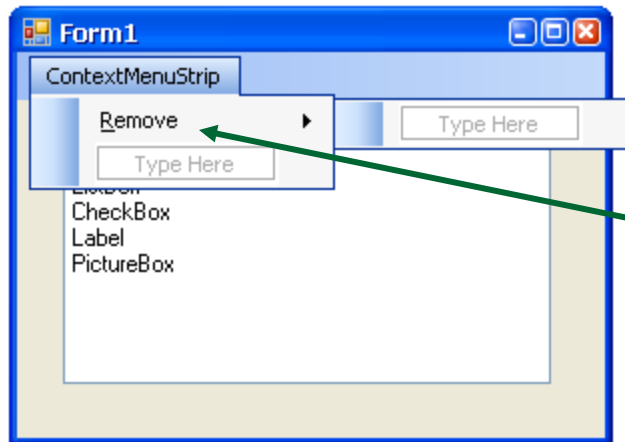 Form1
ContextMenuStrip
Remove
Type Here
Type Here
CheckBox
Label
PictureBox